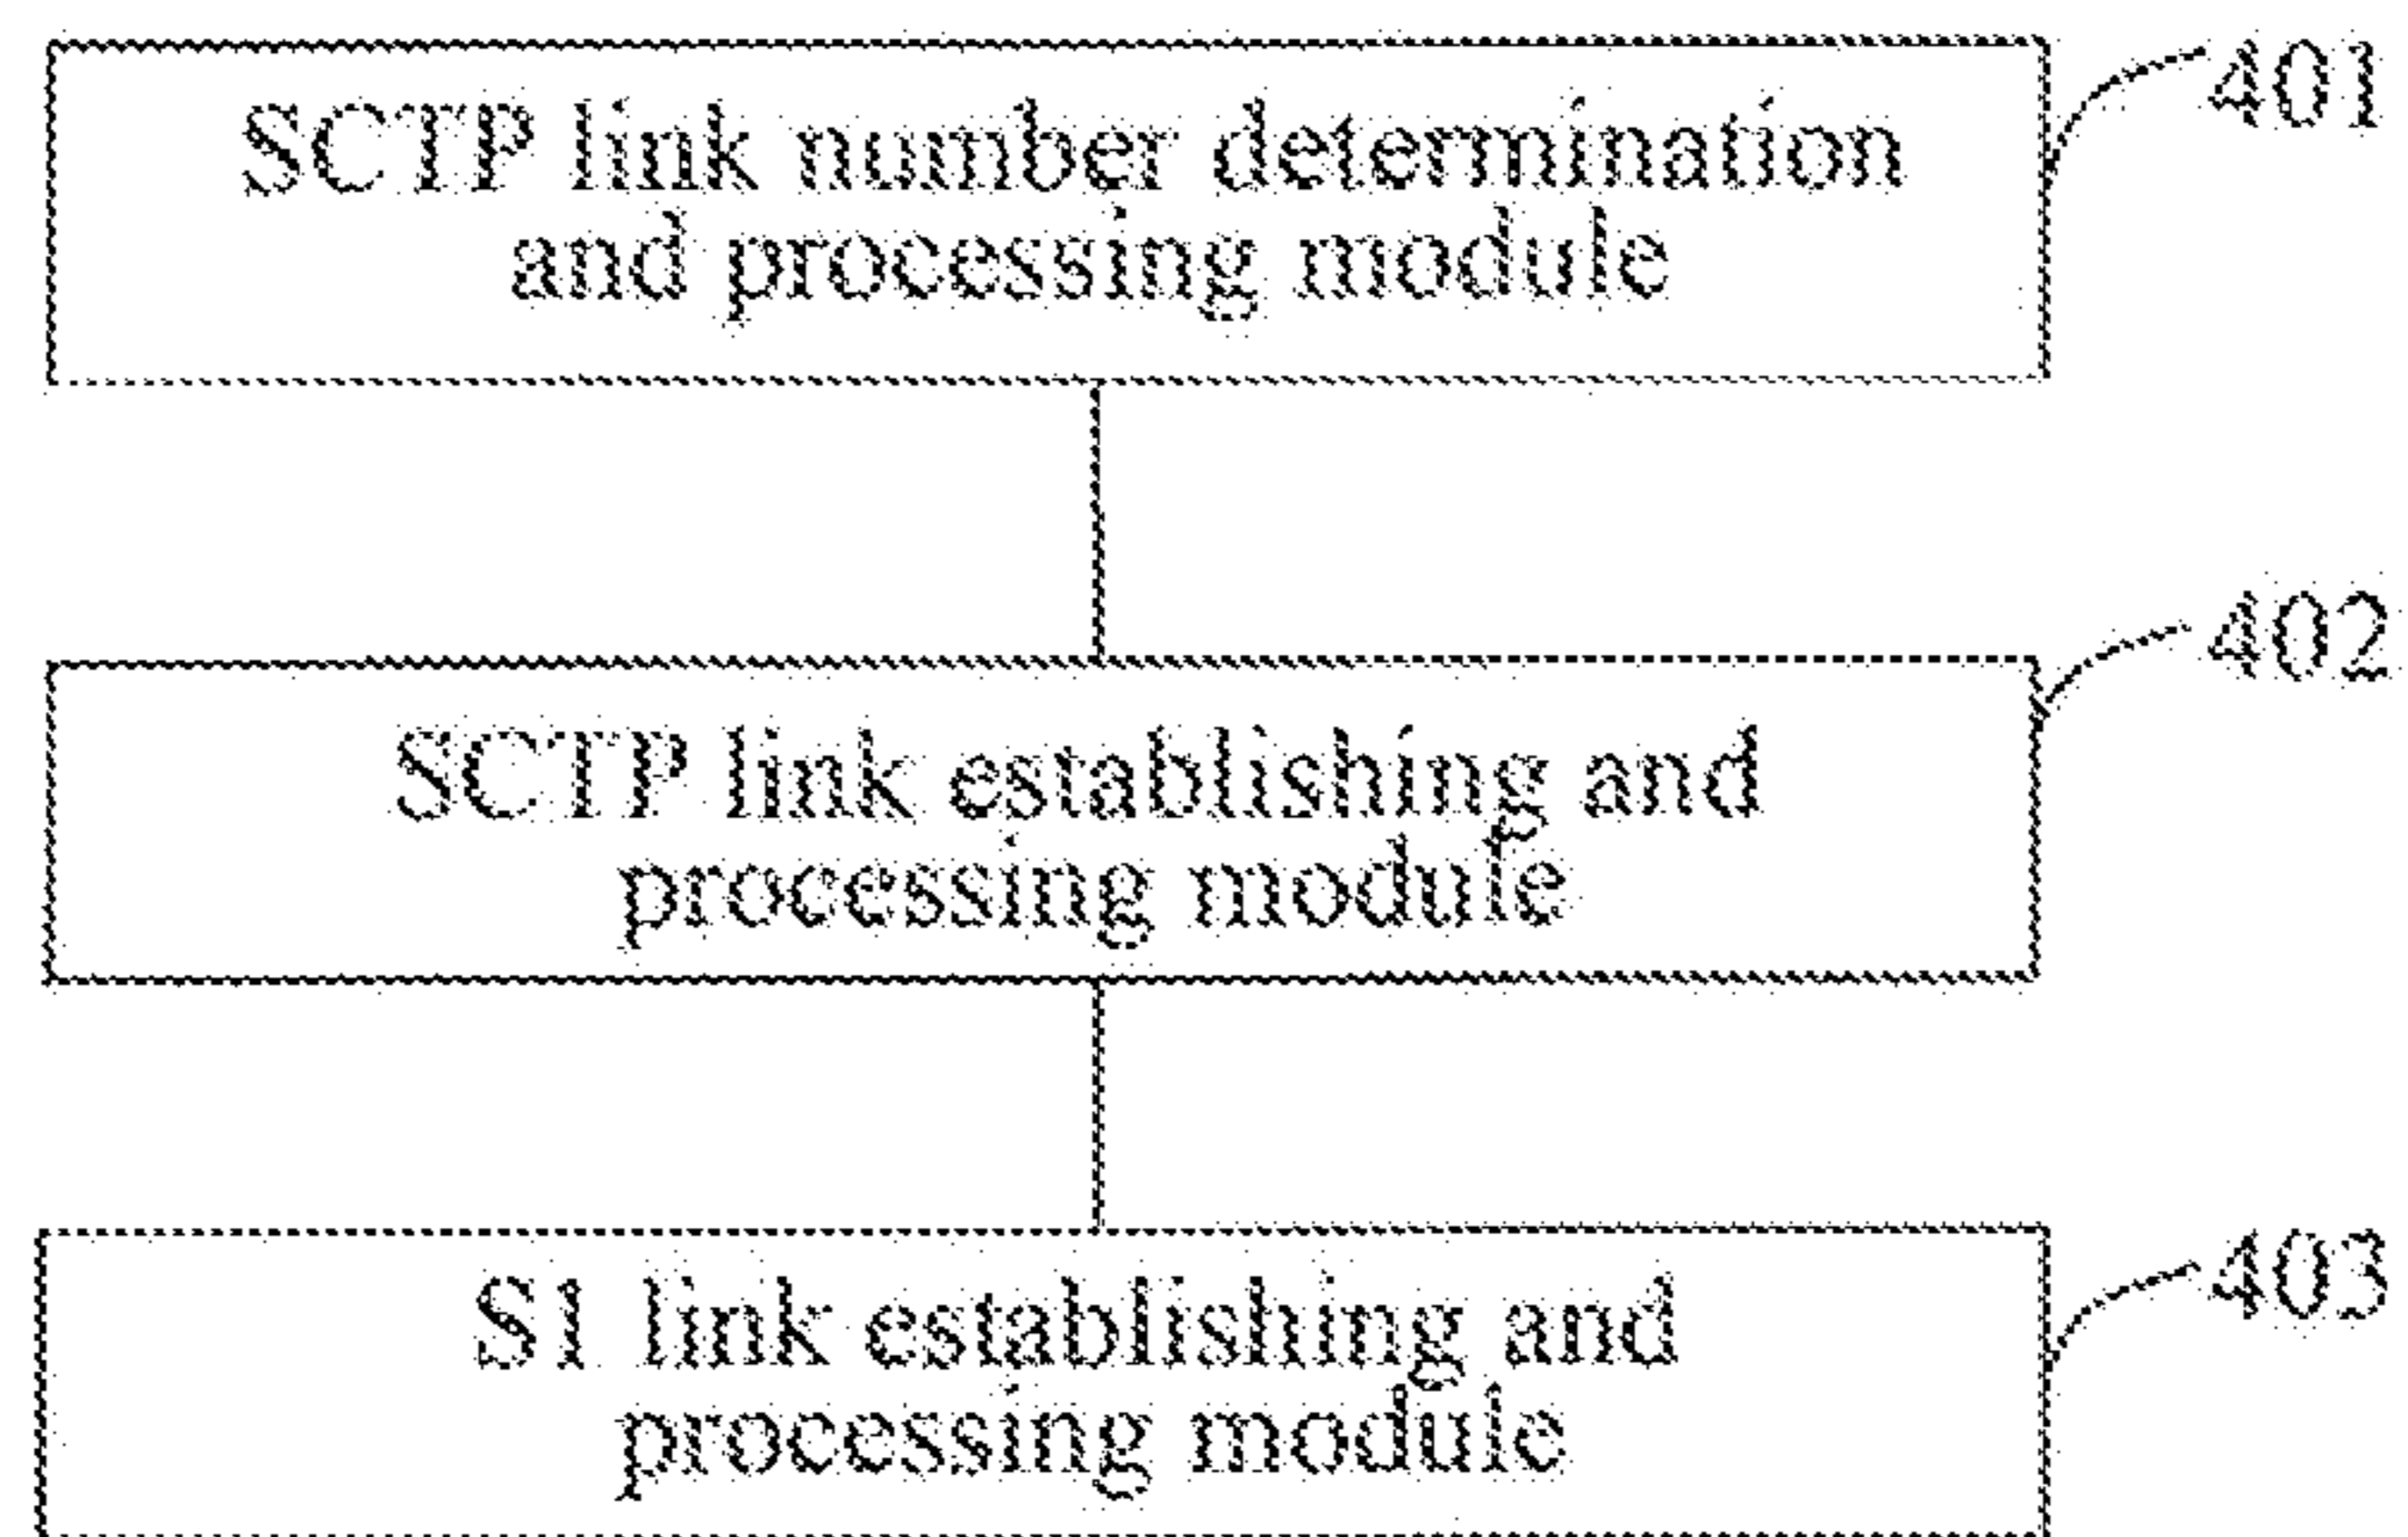 SCTP link number determination
and processing module
401
SCTP link establishing and
processing module
402
S1 link establishing and
processing module
403